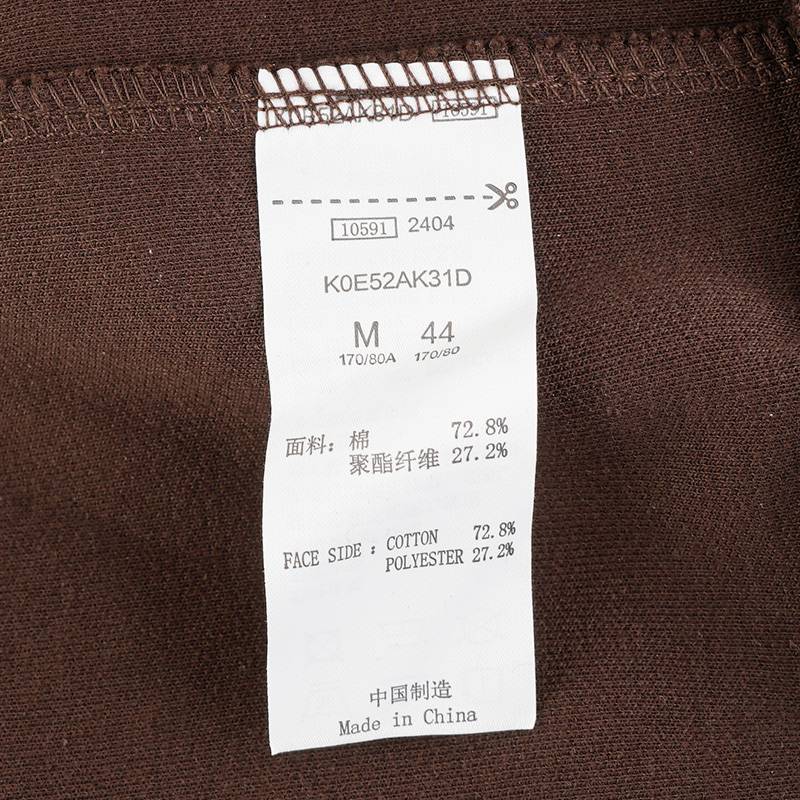 10591
10591 2404
K0E52AK31D
M 44
170/80A 170/80
面料: 棉 72.8%
聚酯纤维 27.2%
FACE SIDE : COTTON 72.8%
POLYESTER 27.2%
中国制造
Made in China